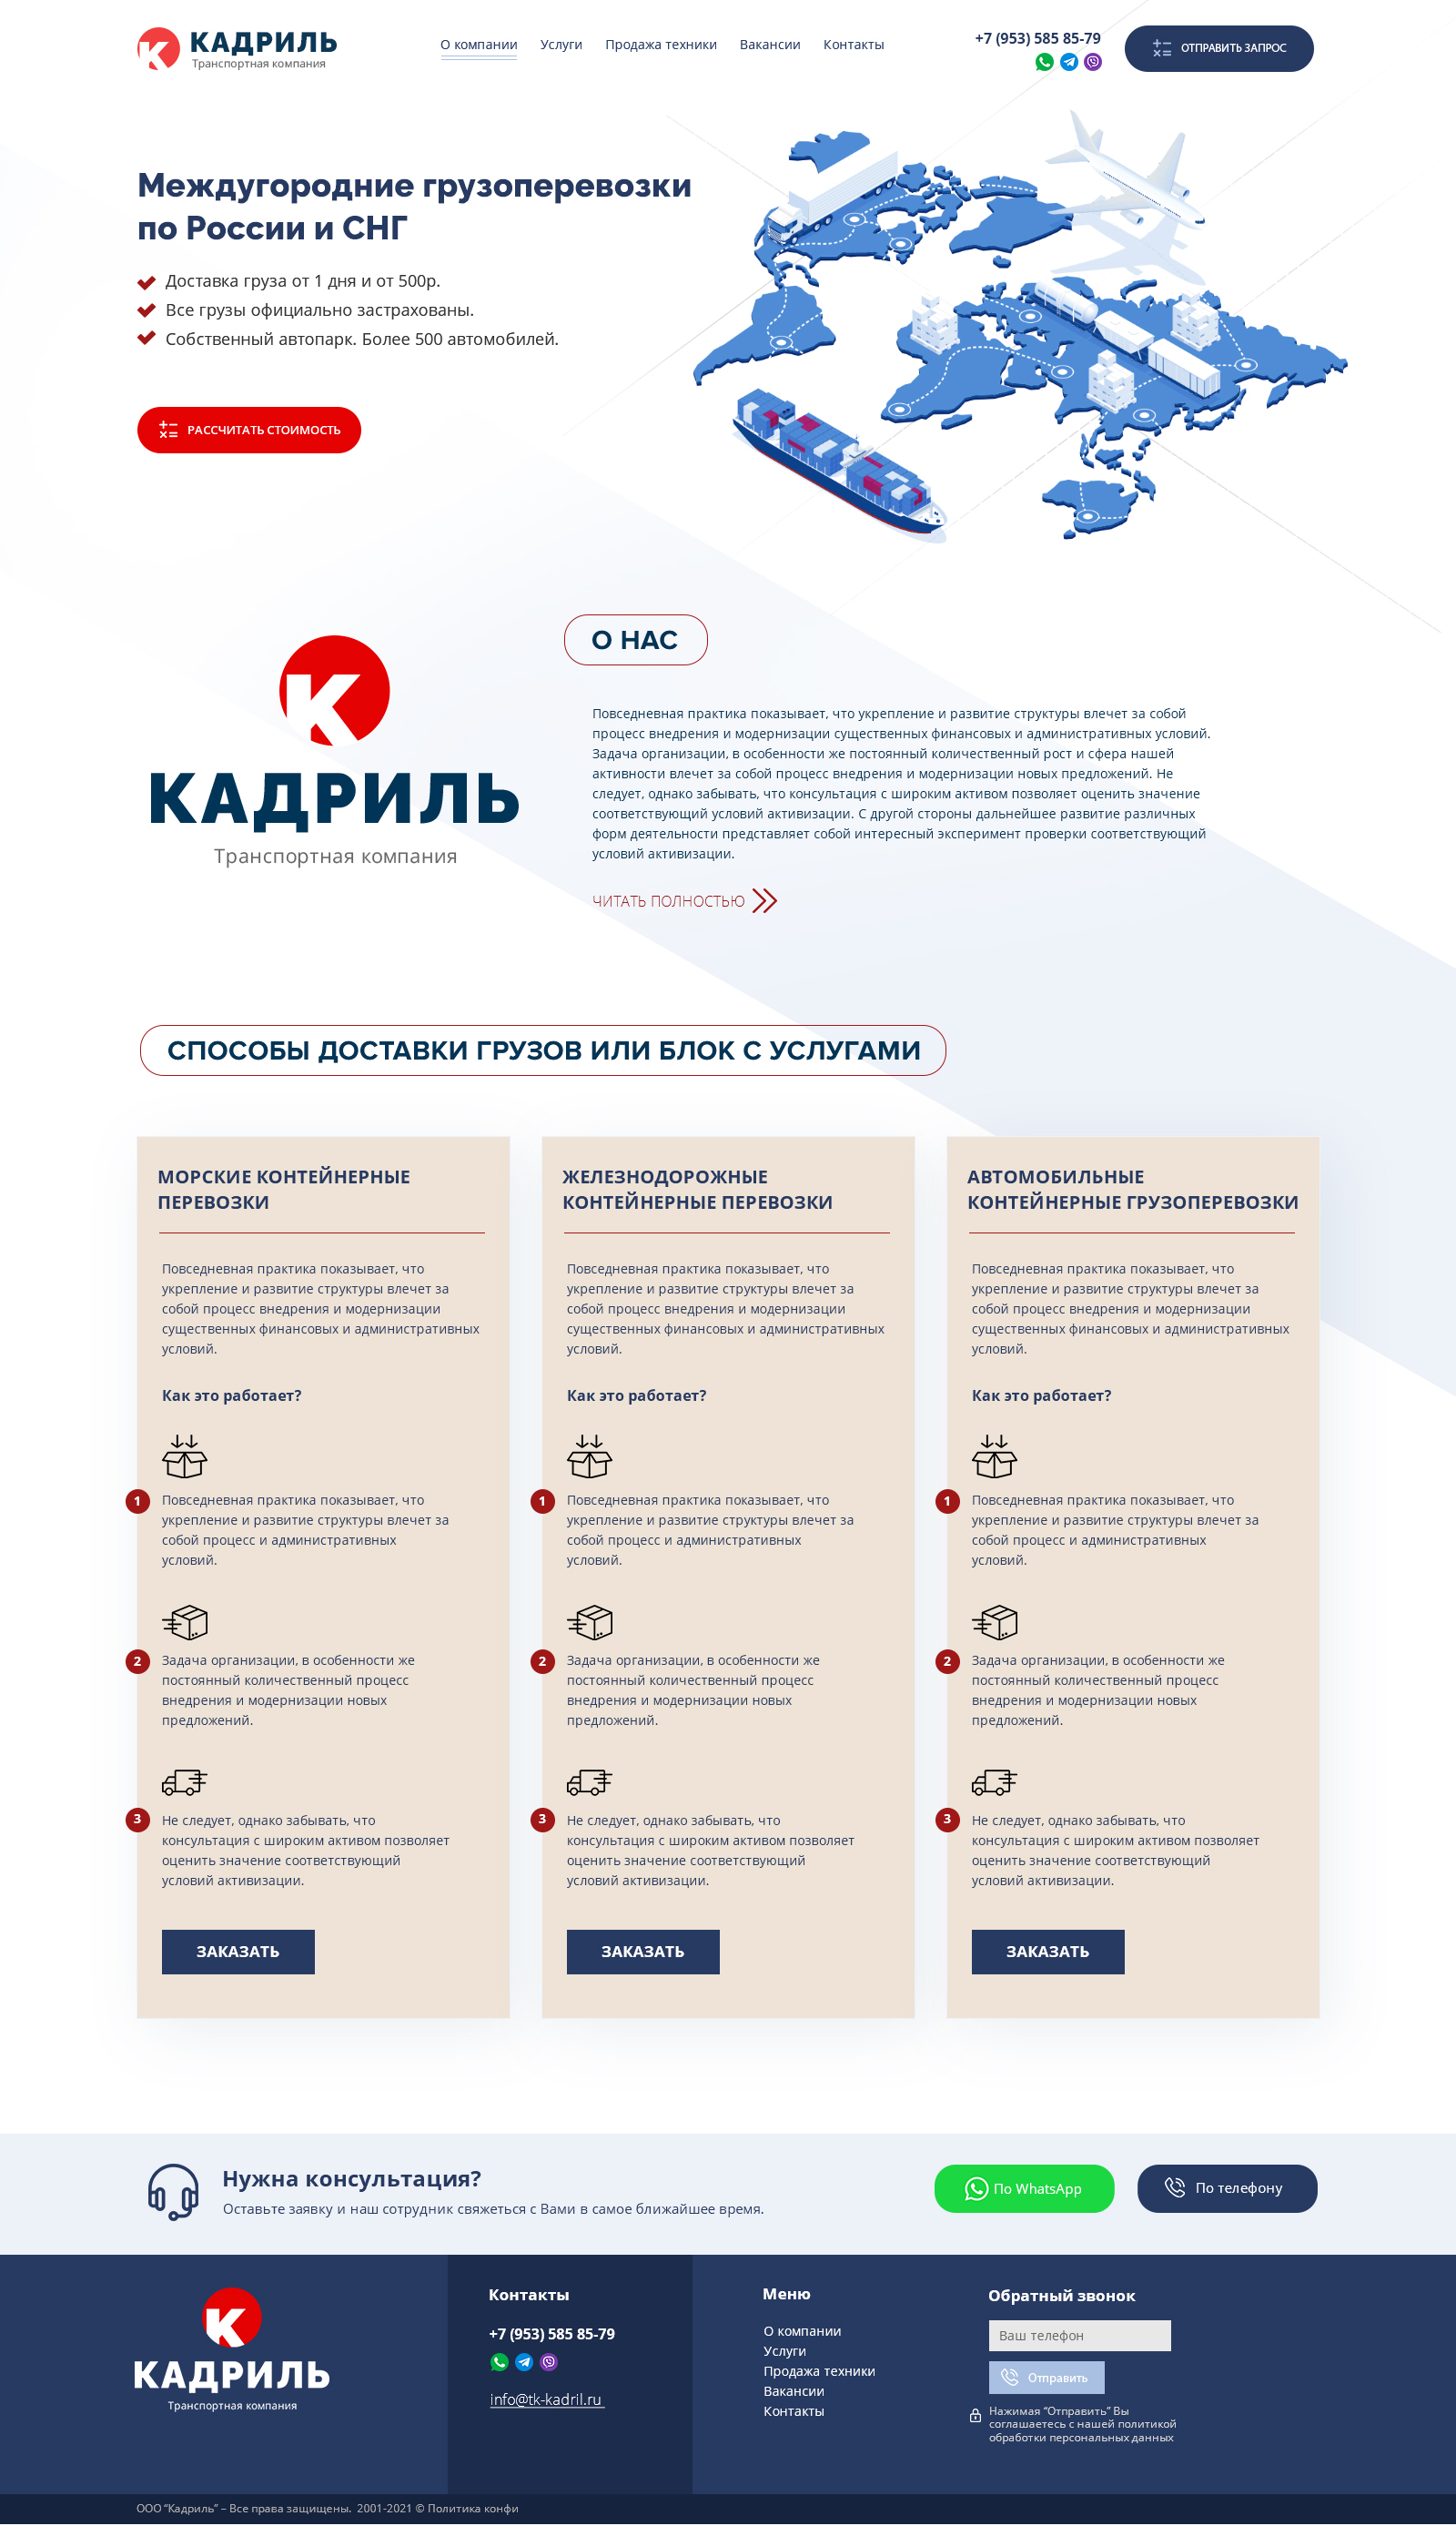 КАДРИЛЬ
Транспортная компания
О компании
Услуги
Продажа техники
Вакансии
Контакты
+7 (953) 585 85-79
ОТПРАВИТЬ ЗАПРОС
Междугородние грузоперевозки
по России и СНГ
Доставка груза от 1 дня и от 500р.
Все грузы официально застрахованы.
Собственный автопарк. Более 500 автомобилей.
РАССЧИТАТЬ СТОИМОСТЬ
КАДРИЛЬ
Транспортная компания
О НАС
Повседневная практика показывает, что укрепление и развитие структуры влечет за собой
процесс внедрения и модернизации существенных финансовых и административных условий.
Задача организации, в особенности же постоянный количественный рост и сфера нашей
активности влечет за собой процесс внедрения и модернизации новых предложений. Не
следует, однако забывать, что консультация с широким активом позволяет оценить значение
соответствующий условий активизации. С другой стороны дальнейшее развитие различных
форм деятельности представляет собой интересный эксперимент проверки соответствующий
условий активизации.
ЧИТАТЬ ПОЛНОСТЬЮ
СПОСОБЫ ДОСТАВКИ ГРУЗОВ ИЛИ БЛОК С УСЛУГАМИ
МОРСКИЕ КОНТЕЙНЕРНЫЕ
ПЕРЕВОЗКИ
Повседневная практика показывает, что
укрепление и развитие структуры влечет за
собой процесс внедрения и модернизации
существенных финансовых и административных
условий.
Как это работает?
1
Повседневная практика показывает, что
укрепление и развитие структуры влечет за
собой процесс и административных
условий.
2
Задача организации, в особенности же
постоянный количественный процесс
внедрения и модернизации новых
предложений.
3
Не следует, однако забывать, что
консультация с широким активом позволяет
оценить значение соответствующий
условий активизации.
ЗАКАЗАТЬ
ЖЕЛЕЗНОДОРОЖНЫЕ
КОНТЕЙНЕРНЫЕ ПЕРЕВОЗКИ
Повседневная практика показывает, что
укрепление и развитие структуры влечет за
собой процесс внедрения и модернизации
существенных финансовых и административных
условий.
Как это работает?
1
Повседневная практика показывает, что
укрепление и развитие структуры влечет за
собой процесс и административных
условий.
2
Задача организации, в особенности же
постоянный количественный процесс
внедрения и модернизации новых
предложений.
3
Не следует, однако забывать, что
консультация с широким активом позволяет
оценить значение соответствующий
условий активизации.
ЗАКАЗАТЬ
АВТОМОБИЛЬНЫЕ
КОНТЕЙНЕРНЫЕ ГРУЗОПЕРЕВОЗКИ
Повседневная практика показывает, что
укрепление и развитие структуры влечет за
собой процесс внедрения и модернизации
существенных финансовых и административных
условий.
Как это работает?
1
Повседневная практика показывает, что
укрепление и развитие структуры влечет за
собой процесс и административных
условий.
2
Задача организации, в особенности же
постоянный количественный процесс
внедрения и модернизации новых
предложений.
3
Не следует, однако забывать, что
консультация с широким активом позволяет
оценить значение соответствующий
условий активизации.
ЗАКАЗАТЬ
Нужна консультация?
Оставьте заявку и наш сотрудник свяжеться с Вами в самое ближайшее время.
По WhatsApp
По телефону
КАДРИЛЬ
Транспортная компания
Контакты
+7 (953) 585 85-79
info@tk-kadril.ru
Меню
О компании
Услуги
Продажа техники
Вакансии
Контакты
Обратный звонок
Ваш телефон
Отправить
Нажимая “Отправить” Вы
соглашаетесь с нашей политикой
обработки персональных данных
ООО “Кадриль” – Все права защищены. 2001-2021 © Политика конфи